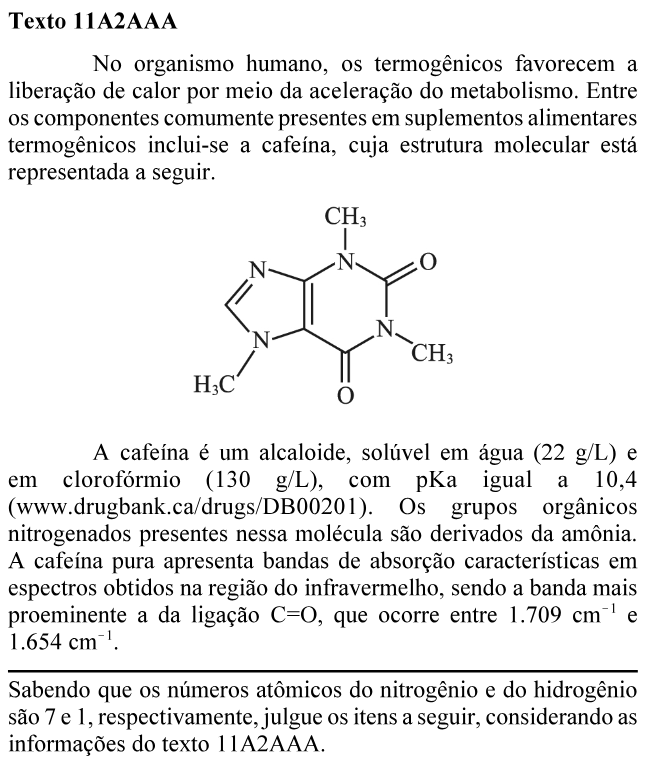 Texto 11A2AAA
No organismo humano, os termogênicos favorecem a
liberação de calor por meio da aceleração do metabolismo. Entre
os componentes comumente presentes em suplementos alimentares
termogênicos inclui-se a cafeína, cuja estrutura molecular está
representada a seguir.
CH₃
N
N
O
N
N
CH₃
H₃C
O
A cafeína é um alcaloide, solúvel em água (22 g/L) e
em clorofórmio (130 g/L), com pKa igual a 10,4
(www.drugbank.ca/drugs/DB00201). Os grupos orgânicos
nitrogenados presentes nessa molécula são derivados da amônia.
A cafeína pura apresenta bandas de absorção características em
espectros obtidos na região do infravermelho, sendo a banda mais
proeminente a da ligação C=O, que ocorre entre 1.709 cm⁻¹ e
1.654 cm⁻¹.
Sabendo que os números atômicos do nitrogênio e do hidrogênio
são 7 e 1, respectivamente, julgue os itens a seguir, considerando as
informações do texto 11A2AAA.